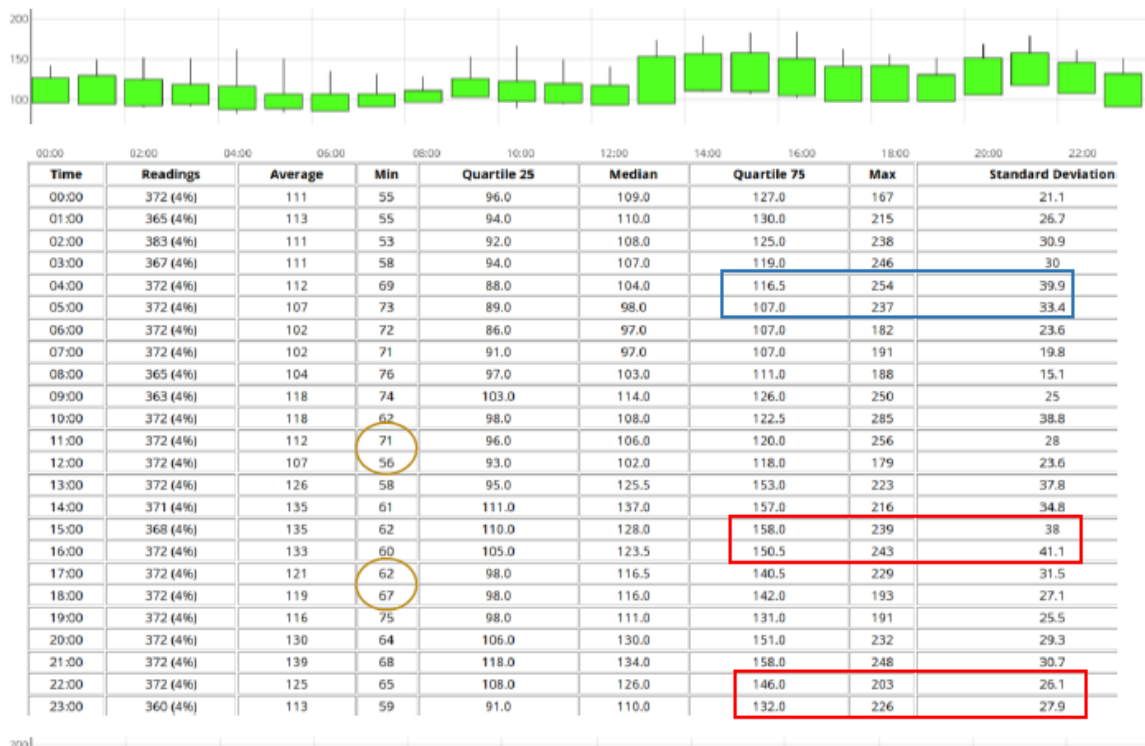 200
150
100
00:00 02:00 04:00 06:00 08:00 10:00 12:00 14:00 16:00 18:00 20:00 22:00
Time Readings Average Min Quartile 25 Median Quartile 75 Max Standard Deviation
00:00 372 (4%) 111 55 96.0 109.0 127.0 167 21.1
01:00 365 (4%) 113 55 94.0 110.0 130.0 215 26.7
02:00 383 (4%) 111 53 92.0 108.0 125.0 238 30.9
03:00 367 (4%) 111 58 94.0 107.0 119.0 246 30
04:00 372 (4%) 112 69 88.0 104.0 116.5 254 39.9
05:00 372 (4%) 107 73 89.0 98.0 107.0 237 33.4
06:00 372 (4%) 102 72 86.0 97.0 107.0 182 23.6
07:00 372 (4%) 102 71 91.0 97.0 107.0 191 19.8
08:00 365 (4%) 104 76 97.0 103.0 111.0 188 15.1
09:00 363 (4%) 118 74 103.0 114.0 126.0 250 25
10:00 372 (4%) 118 62 98.0 108.0 122.5 285 38.8
11:00 372 (4%) 112 71 96.0 106.0 120.0 256 28
12:00 372 (4%) 107 56 93.0 102.0 118.0 179 23.6
13:00 372 (4%) 126 58 95.0 125.5 153.0 223 37.8
14:00 371 (4%) 135 61 111.0 137.0 157.0 216 34.8
15:00 368 (4%) 135 62 110.0 128.0 158.0 239 38
16:00 372 (4%) 133 60 105.0 123.5 150.5 243 41.1
17:00 372 (4%) 121 62 98.0 116.5 140.5 229 31.5
18:00 372 (4%) 119 67 98.0 116.0 142.0 193 27.1
19:00 372 (4%) 116 75 98.0 111.0 131.0 191 25.5
20:00 372 (4%) 130 64 106.0 130.0 151.0 232 29.3
21:00 372 (4%) 139 68 118.0 134.0 158.0 248 30.7
22:00 372 (4%) 125 65 108.0 126.0 146.0 203 26.1
23:00 360 (4%) 113 59 91.0 110.0 132.0 226 27.9
200